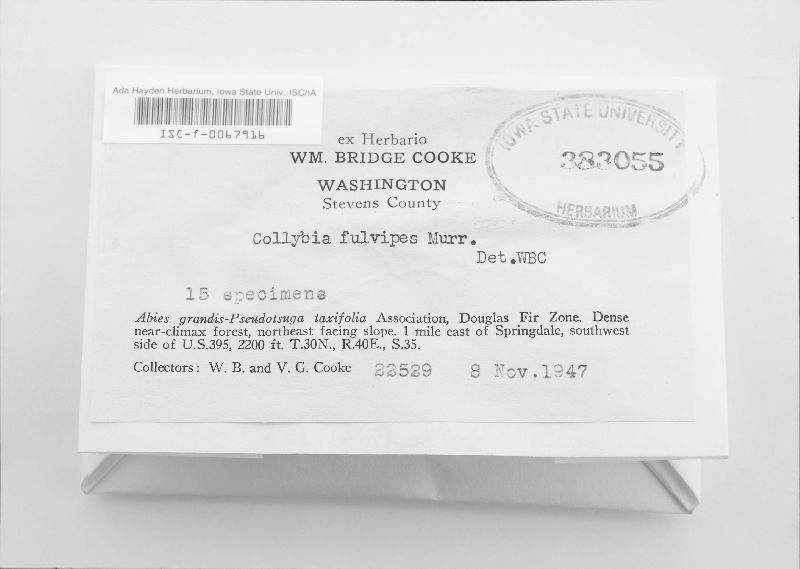 Ada Hayden Herbarium, Iowa State Univ.-ISC/IA
ISC-f-0067916
ex Herbario
WM. BRIDGE COOKE
WASHINGTON
Stevens County
IOWA STATE UNIVERSITY
383055
HERBARIUM
Collybia fulvipes Murr.
Det.WBC
15 specimens
Abies grandis-Pseudotsuga taxifolia Association, Douglas Fir Zone. Dense
near-climax forest, northeast facing slope. 1 mile east of Springdale, southwest
side of U.S.395, 2200 ft. T.30N., R.40E., S.35.
Collectors: W. B. and V. G. Cooke 22529 8 Nov.1947